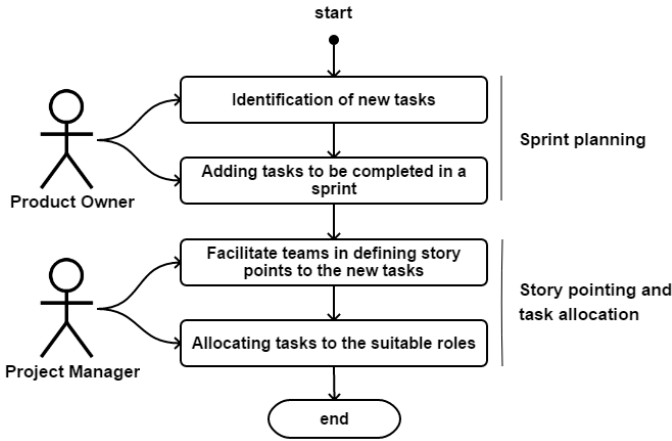 start
Identification of new tasks
Sprint planning
Adding tasks to be completed in a
sprint
Product Owner
Facilitate teams in defining story
points to the new tasks
Story pointing and
task allocation
Allocating tasks to the suitable roles
Project Manager
end